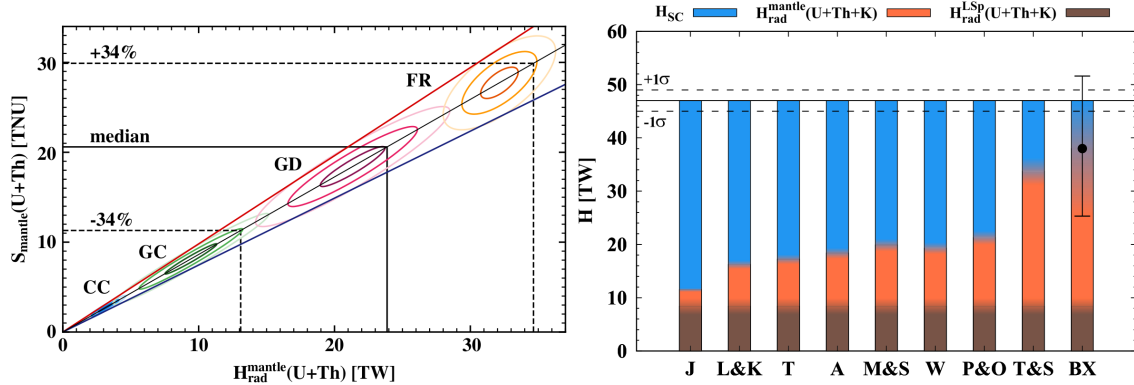 S_mantle(U+Th) [TNU]
30
20
10
0
+34%
median
-34%
FR
GD
GC
CC
0 10 20 30
H_rad^mantle(U+Th) [TW]
H_SC H_rad^mantle(U+Th+K) H_rad^LSp(U+Th+K)
H [TW]
60
50
40
30
20
10
0
+1σ
-1σ
J L&K T A M&S W P&O T&S BX